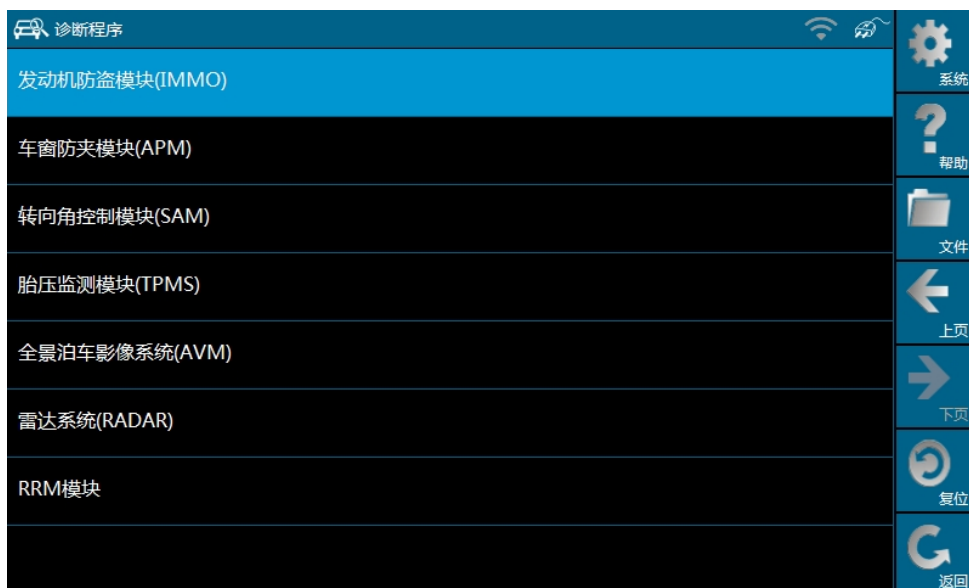 诊断程序
发动机防盗模块(IMMO)
车窗防夹模块(APM)
转向角控制模块(SAM)
胎压监测模块(TPMS)
全景泊车影像系统(AVM)
雷达系统(RADAR)
RRM模块
系统
帮助
文件
上页
下页
复位
返回